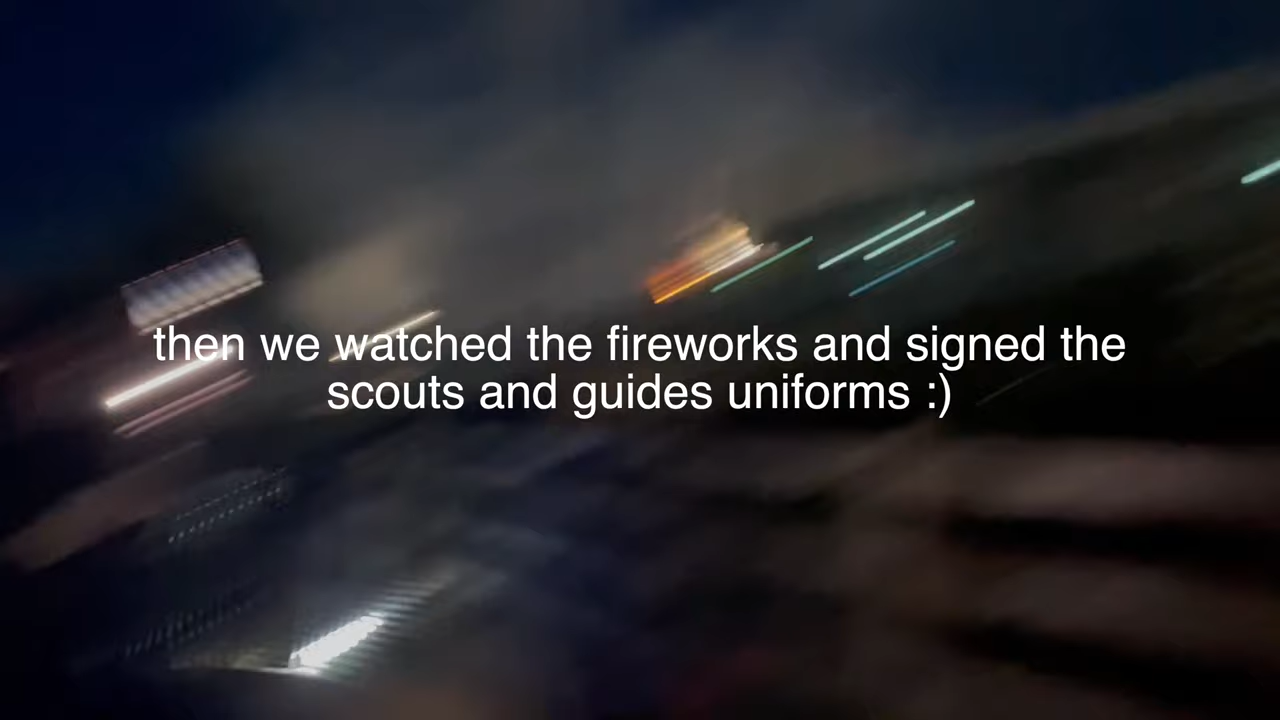 then we watched the fireworks and signed the
scouts and guides uniforms :)